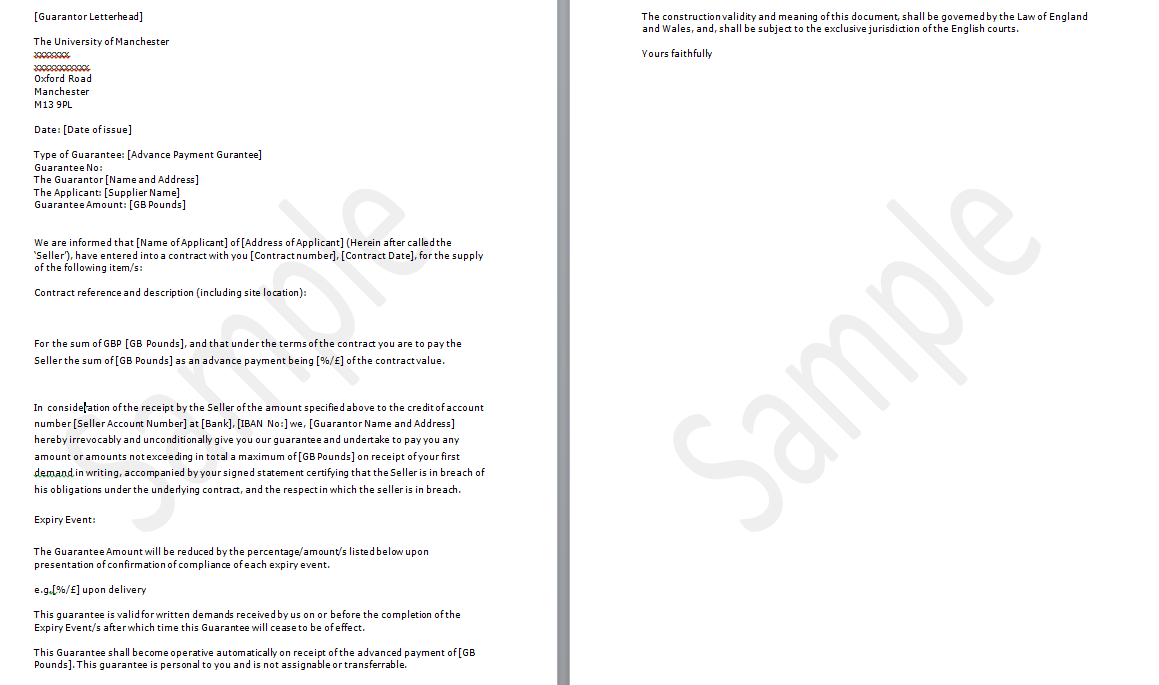 [Guarantor Letterhead]
The University of Manchester
xxxxxxx
xxxxxxxxxxx
Oxford Road
Manchester
M13 9PL
Date: [Date of issue]
Type of Guarantee: [Advance Payment Gurantee]
Guarantee No:
The Guarantor [Name and Address]
The Applicant: [Supplier Name]
Guarantee Amount: [GB Pounds]
We are informed that [Name of Applicant] of [Address of Applicant] (Herein after called the
‘Seller’), have entered into a contract with you [Contract number], [Contract Date], for the supply
of the following item/s:
Contract reference and description (including site location):
For the sum of GBP [GB Pounds], and that under the terms of the contract you are to pay the
Seller the sum of [GB Pounds] as an advance payment being [%/£] of the contract value.
In consideration of the receipt by the Seller of the amount specified above to the credit of account
number [Seller Account Number] at [Bank], [IBAN No:] we, [Guarantor Name and Address]
hereby irrevocably and unconditionally give you our guarantee and undertake to pay you any
amount or amounts not exceeding in total a maximum of [GB Pounds] on receipt of your first
demand in writing, accompanied by your signed statement certifying that the Seller is in breach of
his obligations under the underlying contract, and the respect in which the seller is in breach.
Expiry Event:
The Guarantee Amount will be reduced by the percentage/amount/s listed below upon
presentation of confirmation of compliance of each expiry event.
e.g.[%/£] upon delivery
This guarantee is valid for written demands received by us on or before the completion of the
Expiry Event/s after which time this Guarantee will cease to be of effect.
This Guarantee shall become operative automatically on receipt of the advanced payment of [GB
Pounds]. This guarantee is personal to you and is not assignable or transferrable.
Sample
The construction validity and meaning of this document, shall be governed by the Law of England
and Wales, and, shall be subject to the exclusive jurisdiction of the English courts.
Yours faithfully
Sample